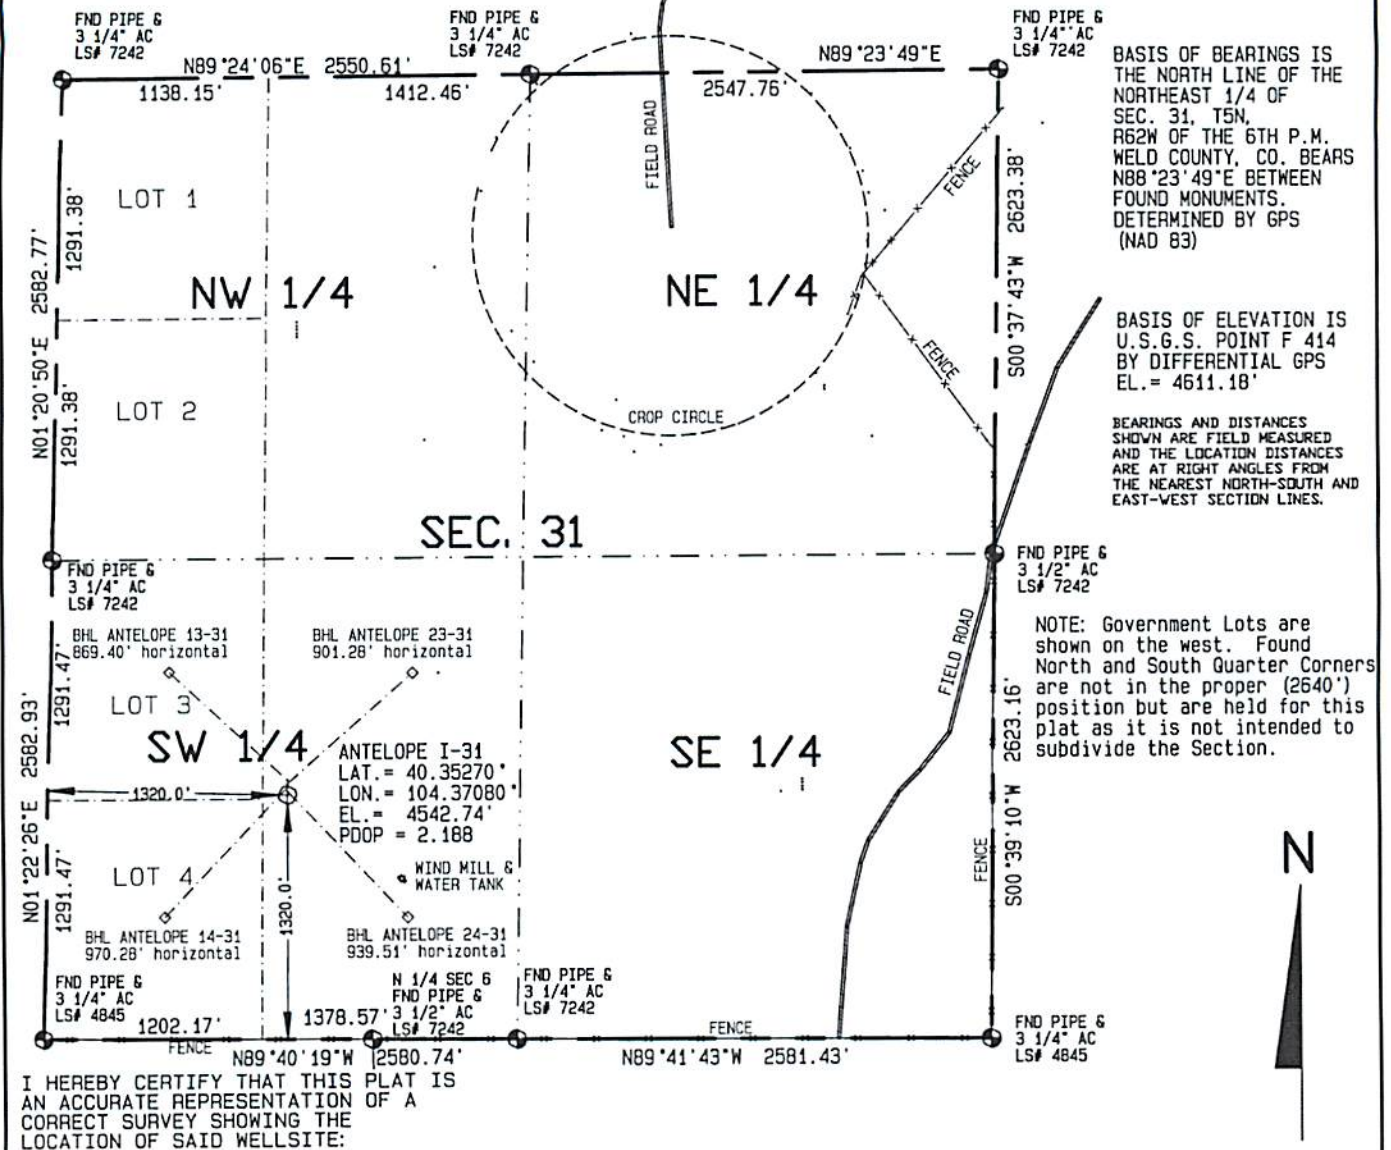 FND PIPE &
3 1/4" AC
LS# 7242
FND PIPE &
3 1/4" AC
LS# 7242
FND PIPE &
3 1/4" AC
LS# 7242
N89°24'06"E 2550.61'
N89°23'49"E
1138.15'
1412.46'
2547.76'
BASIS OF BEARINGS IS
THE NORTH LINE OF THE
NORTHEAST 1/4 OF
SEC. 31, T5N,
R62W OF THE 6TH P.M.
WELD COUNTY, CO. BEARS
N88°23'49"E BETWEEN
FOUND MONUMENTS.
DETERMINED BY GPS
(NAD 83)
FIELD ROAD
FENCE
LOT 1
1291.38'
N01°20'50"E 2582.77'
NW 1/4
NE 1/4
S00°37'43"W 2623.38'
BASIS OF ELEVATION IS
U.S.G.S. POINT F 414
BY DIFFERENTIAL GPS
EL.= 4611.18'
FENCE
LOT 2
1291.38'
CROP CIRCLE
BEARINGS AND DISTANCES
SHOWN ARE FIELD MEASURED
AND THE LOCATION DISTANCES
ARE AT RIGHT ANGLES FROM
THE NEAREST NORTH-SOUTH AND
EAST-WEST SECTION LINES.
SEC. 31
FND PIPE &
3 1/4" AC
LS# 7242
FND PIPE &
3 1/2" AC
LS# 7242
BHL ANTELOPE 13-31
869.40' horizontal
BHL ANTELOPE 23-31
901.28' horizontal
FIELD ROAD
NOTE: Government Lots are
shown on the west. Found
North and South Quarter Corners
are not in the proper (2640')
position but are held for this
plat as it is not intended to
subdivide the Section.
1291.47'
LOT 3
SW 1/4
SE 1/4
N01°22'26"E 2582.93'
ANTELOPE I-31
LAT.= 40.35270°
LON.= 104.37080°
EL.= 4542.74'
PDOP = 2.188
1320.0'
S00°39'10"W 2623.16'
FENCE
WIND MILL &
WATER TANK
LOT 4
1291.47'
1320.0'
N
BHL ANTELOPE 14-31
970.28' horizontal
BHL ANTELOPE 24-31
939.51' horizontal
FND PIPE &
3 1/4" AC
LS# 4845
N 1/4 SEC 6
FND PIPE &
3 1/2" AC
LS# 7242
FND PIPE &
3 1/4" AC
LS# 7242
FND PIPE &
3 1/4" AC
LS# 4845
1202.17'
1378.57'
FENCE
FENCE
N89°40'19"W 2580.74'
N89°41'43"W 2581.43'
I HEREBY CERTIFY THAT THIS PLAT IS
AN ACCURATE REPRESENTATION OF A
CORRECT SURVEY SHOWING THE
LOCATION OF SAID WELLSITE: